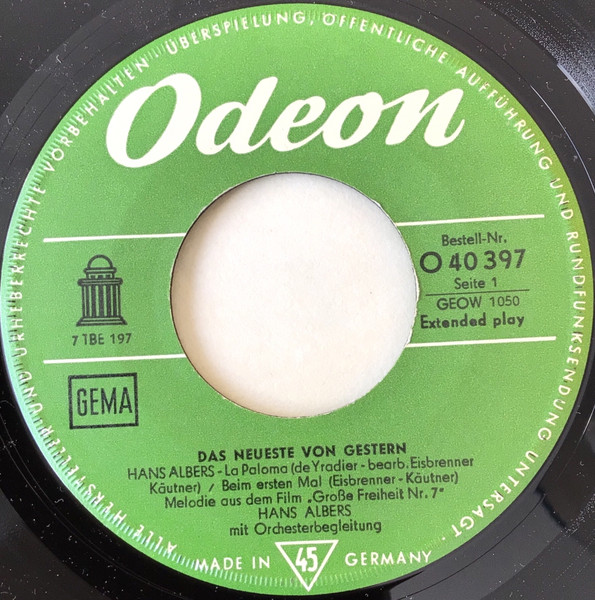 ALLE HERSTELLER UND URHEBERRECHTE VORBEHALTEN · ÜBERSPIELUNG, ÖFFENTLICHE AUFFÜHRUNG UND RUNDFUNKSENDUNG UNTERSAGT ·
Odeon
Bestell-Nr.
O 40 397
Seite 1
GEOW 1050
Extended play
7 TBE 197
GEMA
DAS NEUESTE VON GESTERN
HANS ALBERS - La Paloma (de Yradier - bearb. Eisbrenner
Käutner) / Beim ersten Mal (Eisbrenner - Käutner)
Melodie aus dem Film „Große Freiheit Nr. 7"
HANS ALBERS
mit Orchesterbegleitung
MADE IN 45 GERMANY